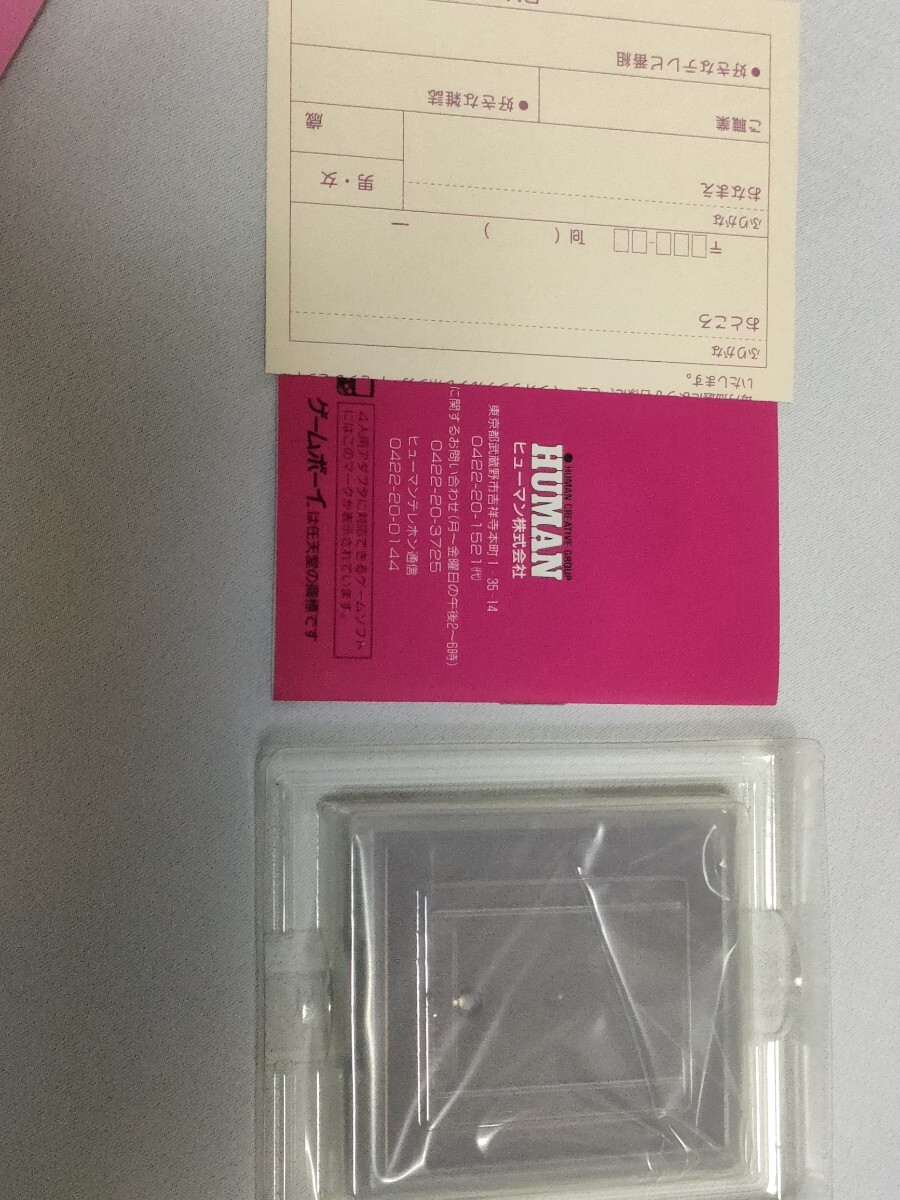 ふりがな
おところ
〒□□□-□□ Tel (　　) －
ふりがな
おなまえ
男・女
歳
ご職業
●好きな雑誌
●好きなテレビ番組
いたします。
●HUMAN CREATIVE GROUP
HUMAN
ヒューマン株式会社
東京都武蔵野市吉祥寺本町1-35-14
0422-20-1521(代)
に関するお問い合わせ(月〜金曜日の午後2〜6時)
0422-20-3725
ヒューマンテレホン通信
0422-20-0144
4人用アダプタに対応できるゲームソフト
にはこのマークが表示されています。
ゲームボーイは任天堂の商標です